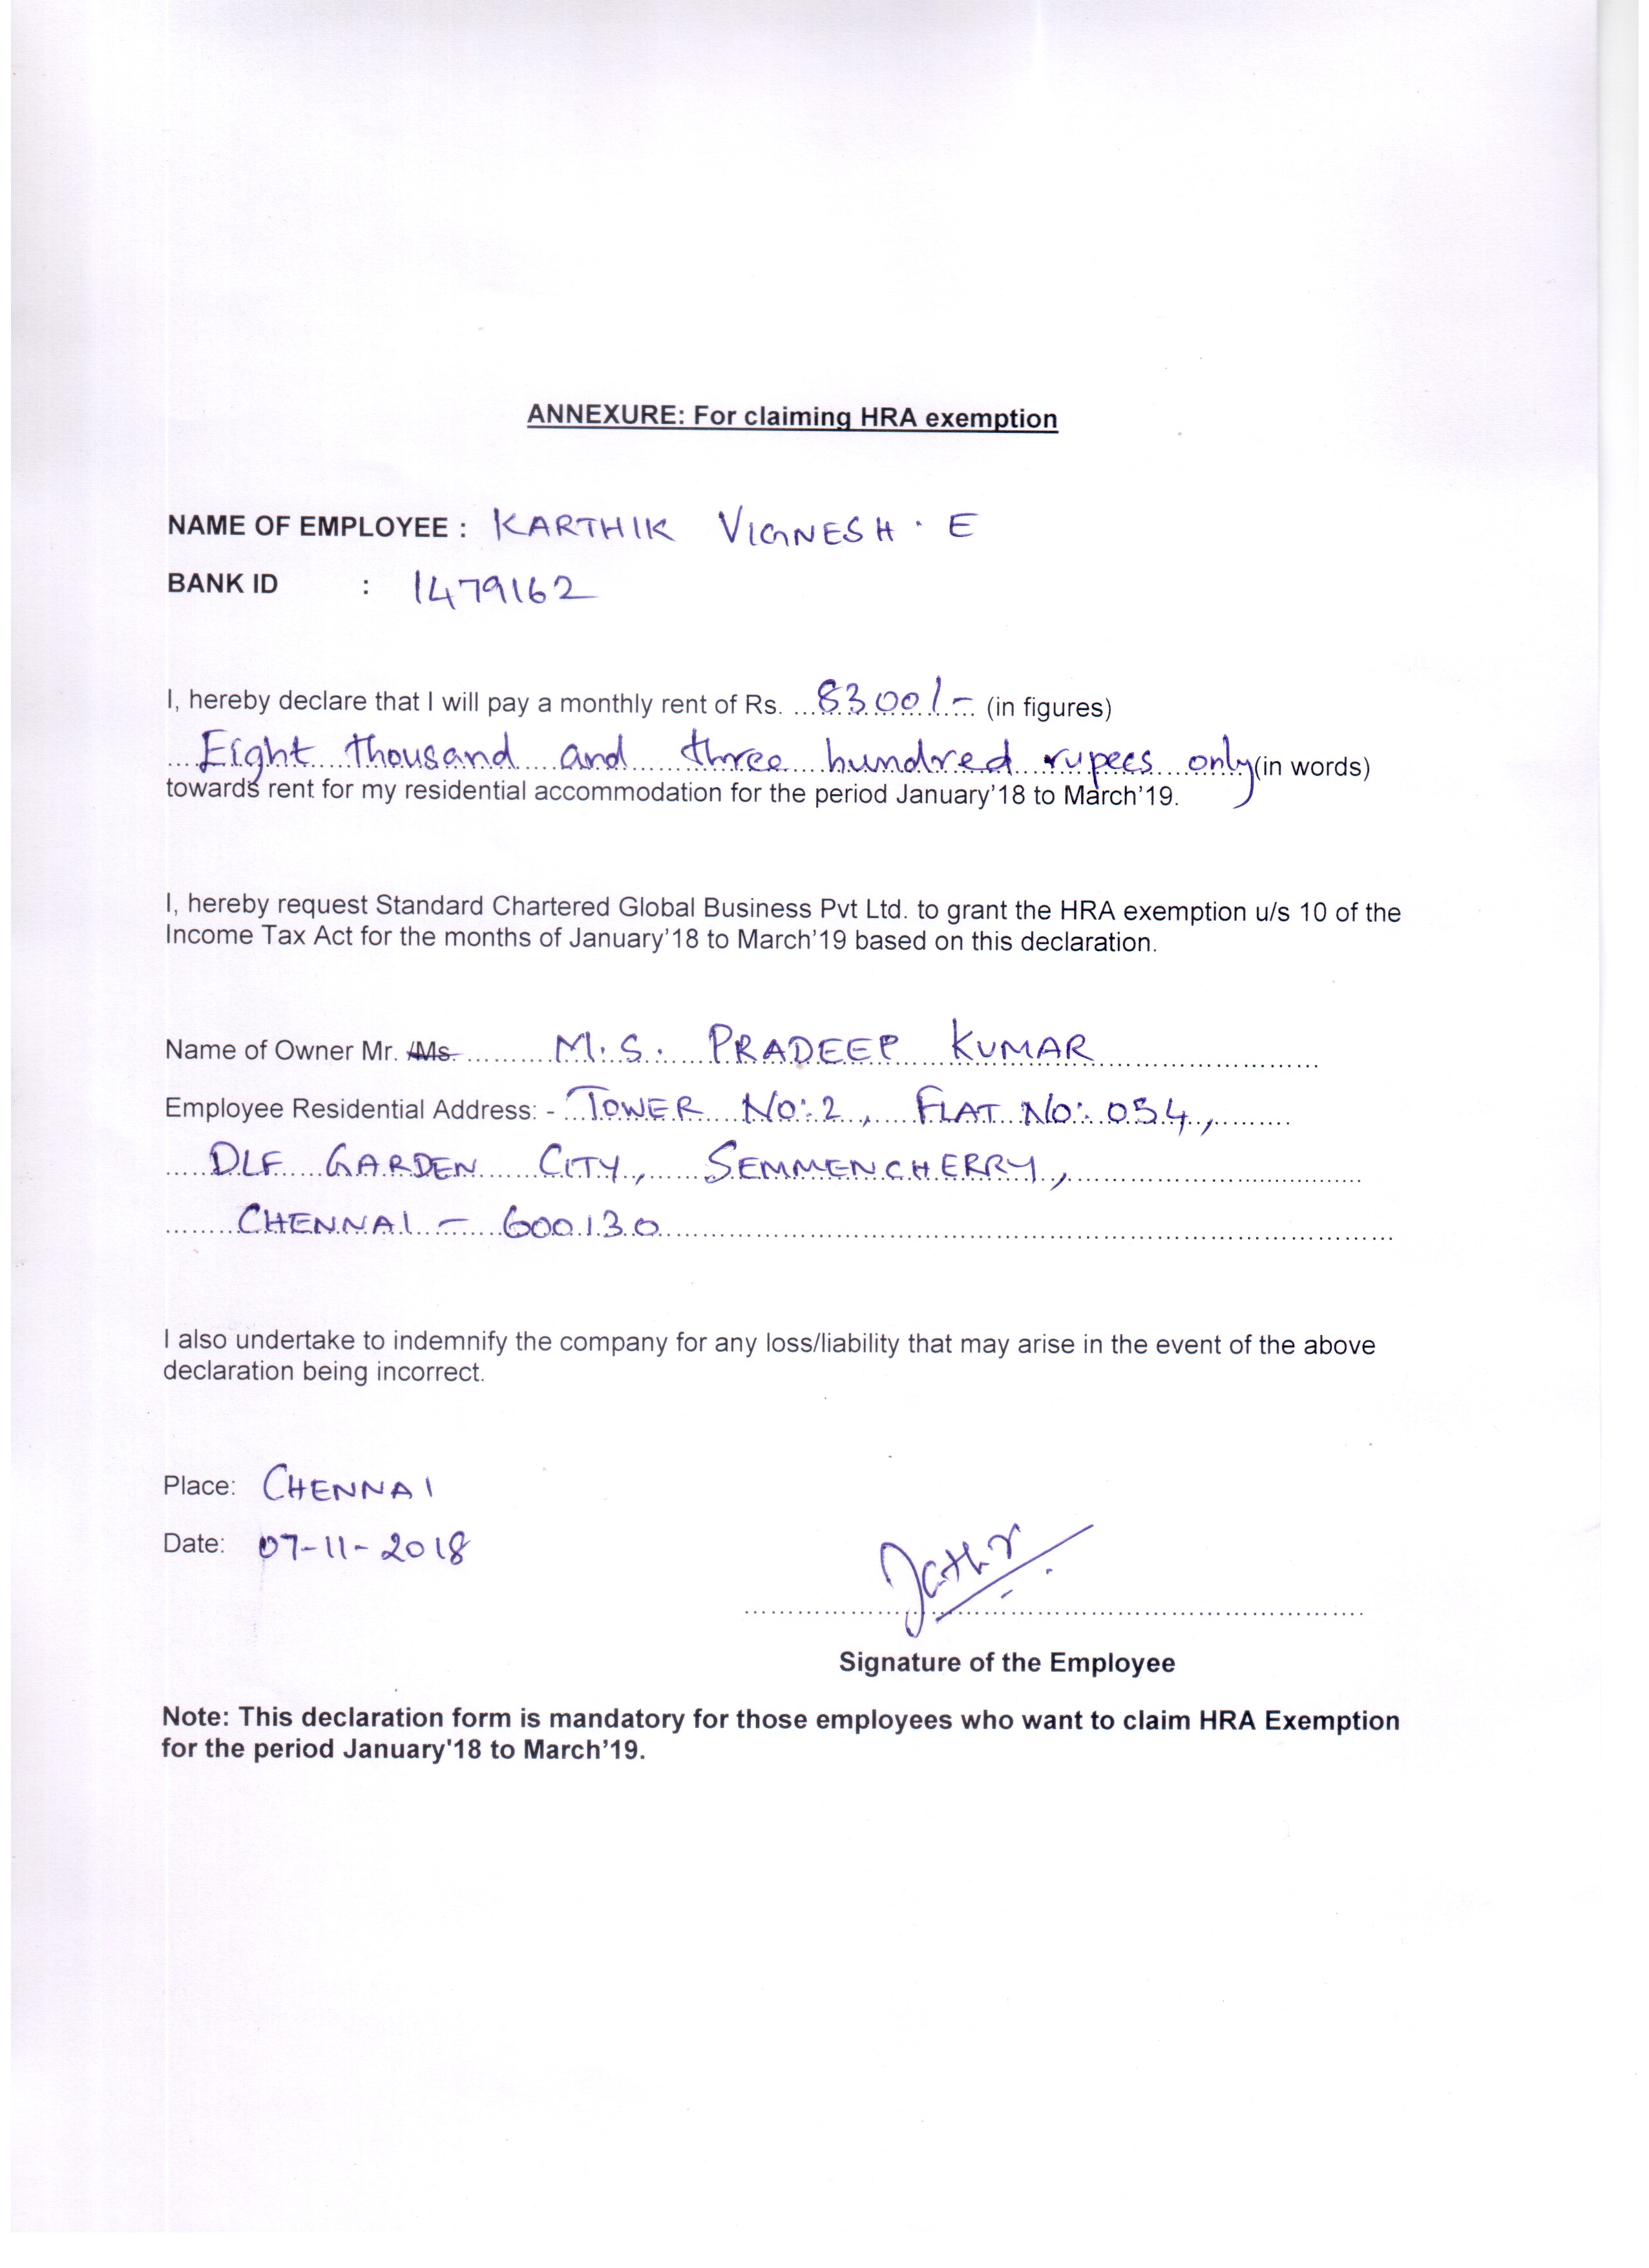 ANNEXURE: For claiming HRA exemption
NAME OF EMPLOYEE : KARTHIK VIGNESH . E
BANK ID : 1479162
I, hereby declare that I will pay a monthly rent of Rs. ...8300/-... (in figures)
....Eight thousand and three hundred rupees only(in words)
towards rent for my residential accommodation for the period January'18 to March'19.
I, hereby request Standard Chartered Global Business Pvt Ltd. to grant the HRA exemption u/s 10 of the
Income Tax Act for the months of January'18 to March'19 based on this declaration.
Name of Owner Mr. /Ms. M.S. PRADEEP KUMAR
Employee Residential Address: - TOWER NO:2, FLAT NO: 054,
DLF GARDEN CITY, SEMMENCHERRY,
CHENNAI - 600130
I also undertake to indemnify the company for any loss/liability that may arise in the event of the above
declaration being incorrect.
Place: CHENNAI
Date: 07-11-2018
Signature of the Employee
Note: This declaration form is mandatory for those employees who want to claim HRA Exemption
for the period January'18 to March'19.